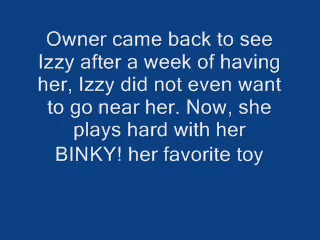 Owner came back to see
Izzy after a week of having
her, Izzy did not even want
to go near her. Now, she
plays hard with her
BINKY! her favorite toy